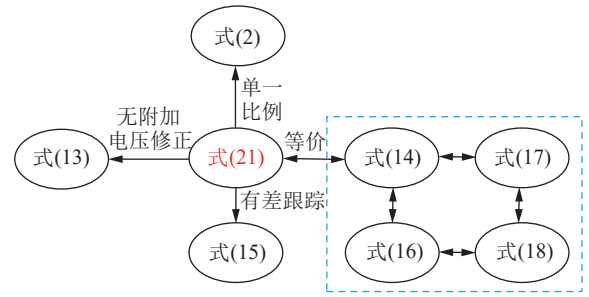 式(2)
单一
比例
无附加
电压修正
式(13)
式(21)
等价
式(14)
式(17)
有差跟踪
式(15)
式(16)
式(18)